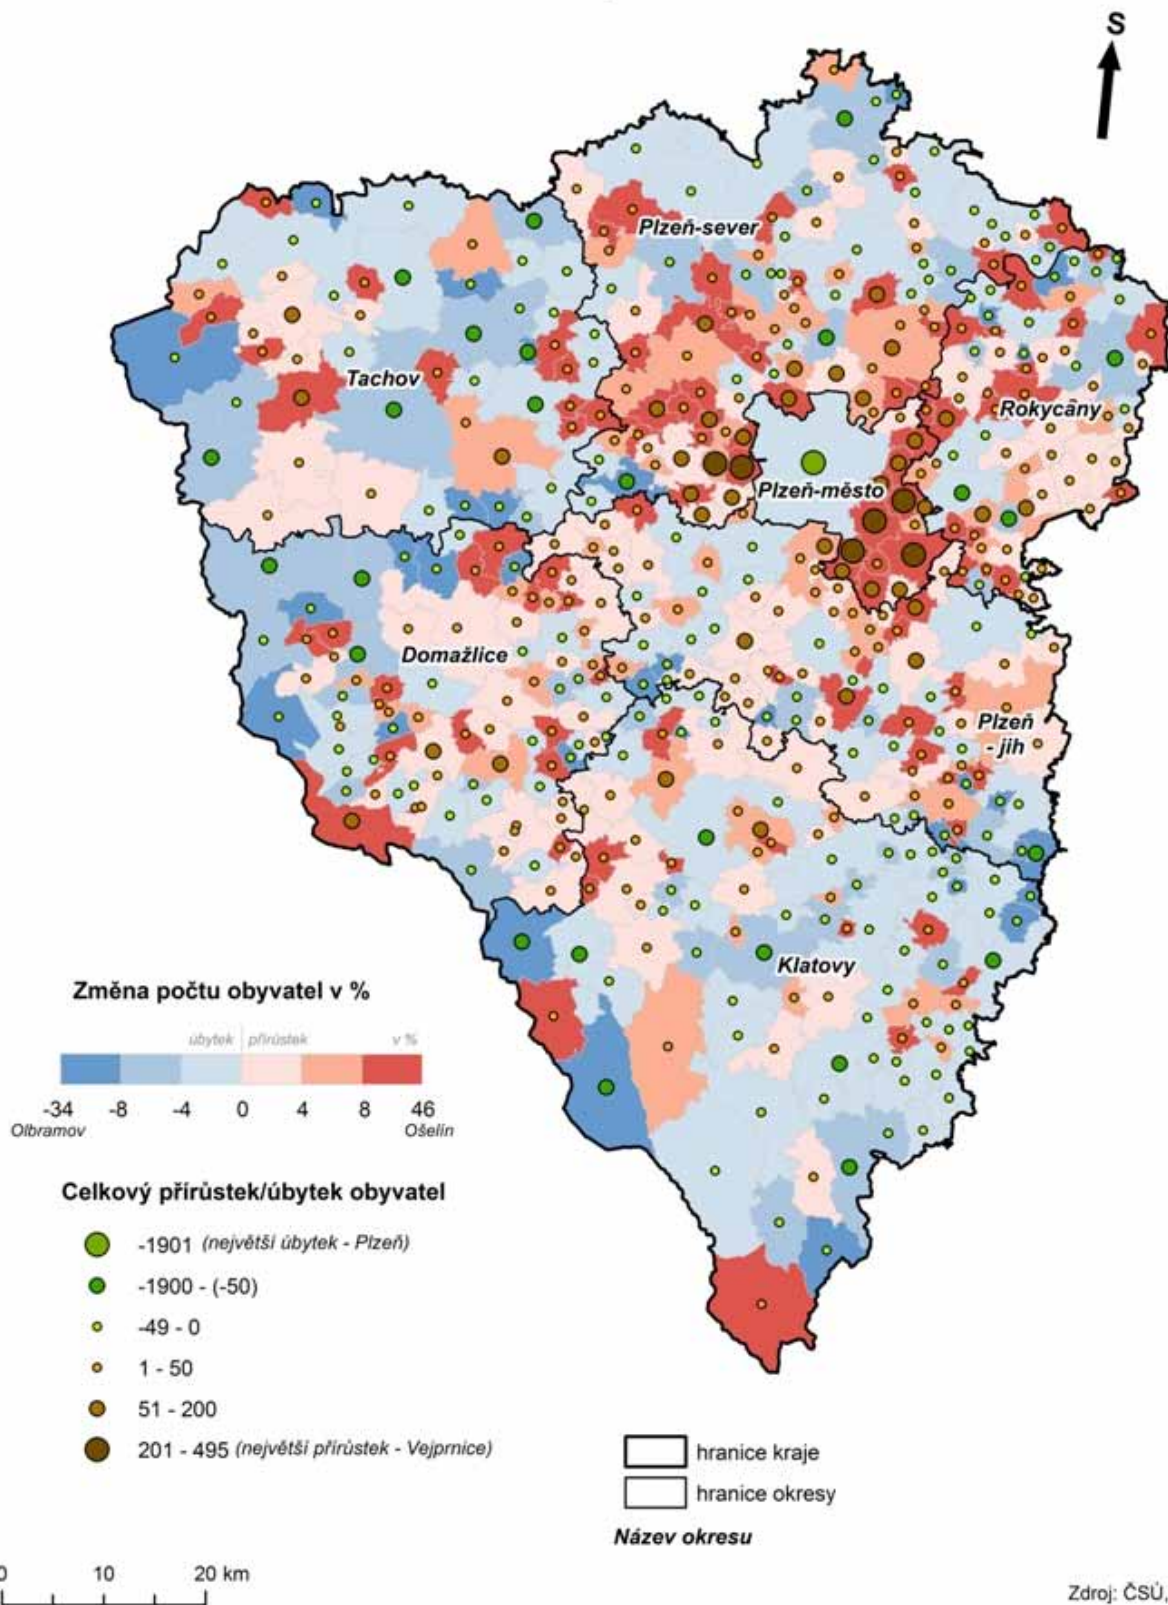 S
Plzeň-sever
Tachov
Rokycany
Plzeň-město
Domažlice
Plzeň
- jih
Klatovy
Změna počtu obyvatel v %
úbytek přírůstek v %
-34 -8 -4 0 4 8 46
Olbramov Ošelín
Celkový přírůstek/úbytek obyvatel
-1901 (největší úbytek - Plzeň)
-1900 - (-50)
-49 - 0
1 - 50
51 - 200
201 - 495 (největší přírůstek - Vejprnice)
hranice kraje
hranice okresy
Název okresu
0 10 20 km
Zdroj: ČSÚ,